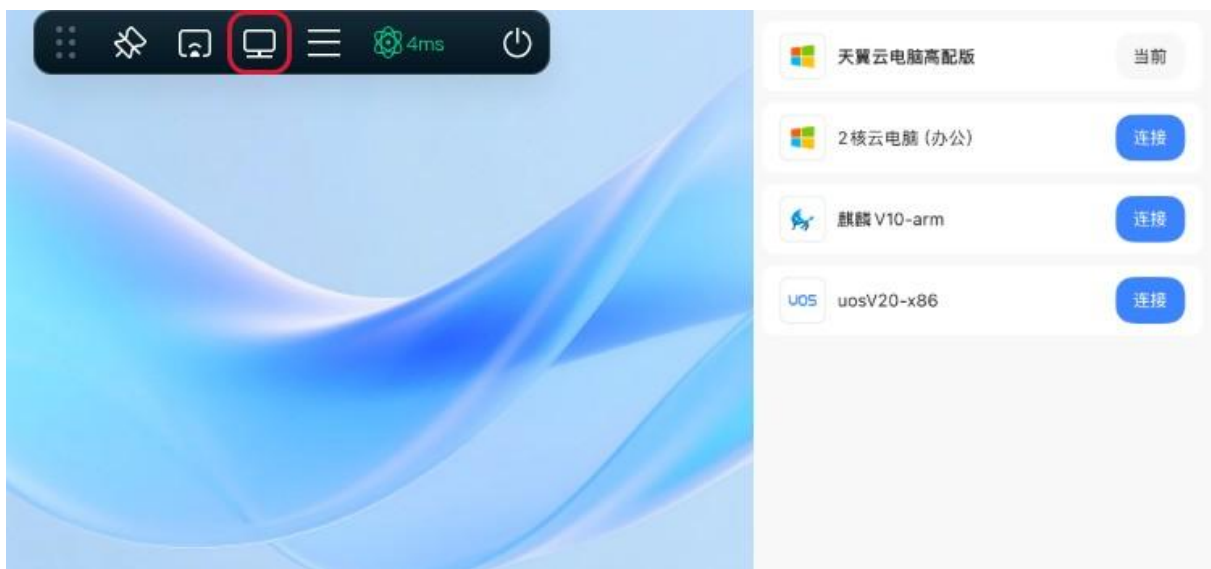 4ms
天翼云电脑高配版
当前
2核云电脑 (办公)
连接
麒麟V10-arm
连接
UOS
uosV20-x86
连接